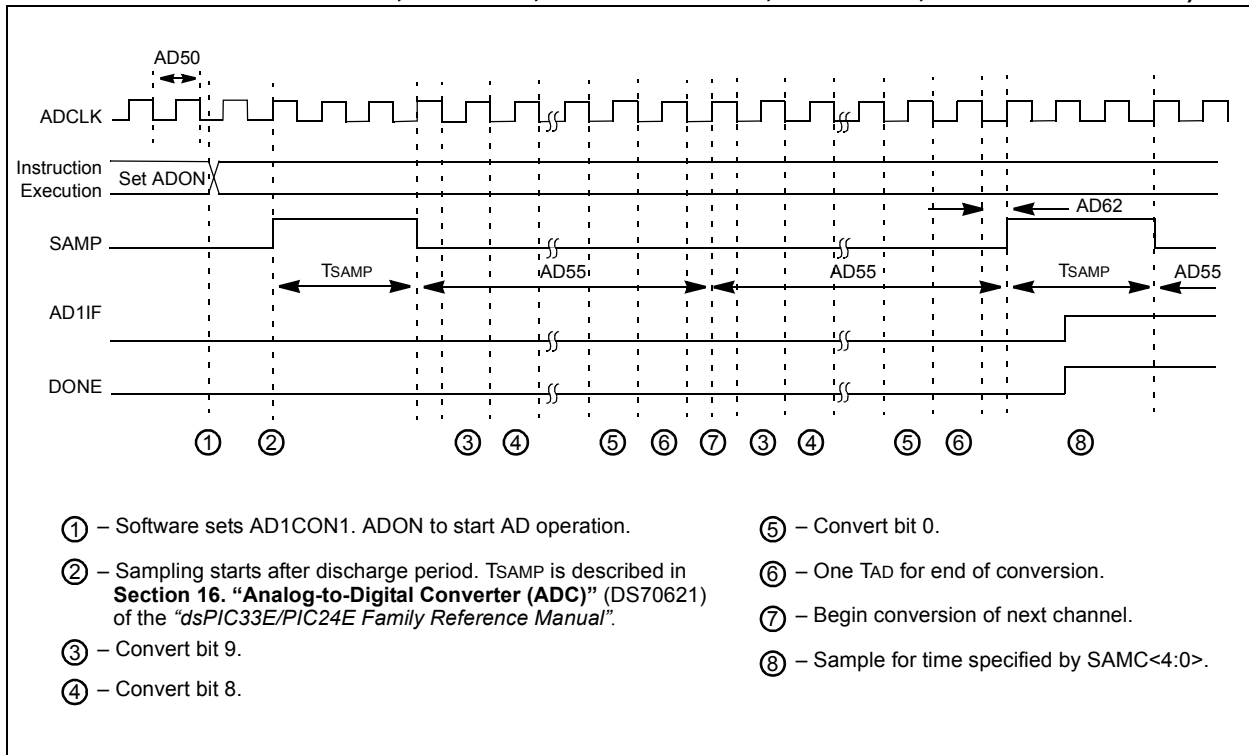 AD50
ADCLK
Instruction
Execution
Set ADON
AD62
SAMP
TSAMP
AD55
AD55
TSAMP
AD55
AD1IF
DONE
1 2 3 4 5 6 7 3 4 5 6 8
1 – Software sets AD1CON1. ADON to start AD operation.
2 – Sampling starts after discharge period. TSAMP is described in
Section 16. “Analog-to-Digital Converter (ADC)” (DS70621)
of the “dsPIC33E/PIC24E Family Reference Manual”.
3 – Convert bit 9.
4 – Convert bit 8.
5 – Convert bit 0.
6 – One TAD for end of conversion.
7 – Begin conversion of next channel.
8 – Sample for time specified by SAMC<4:0>.